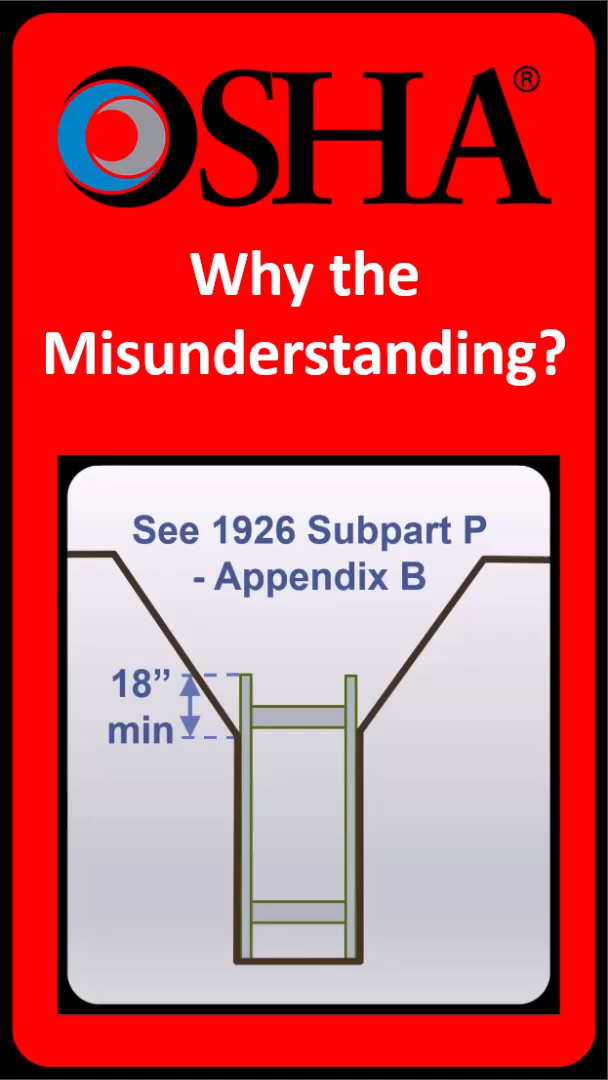 OSHA®
Why the
Misunderstanding?
See 1926 Subpart P
- Appendix B
18”
min